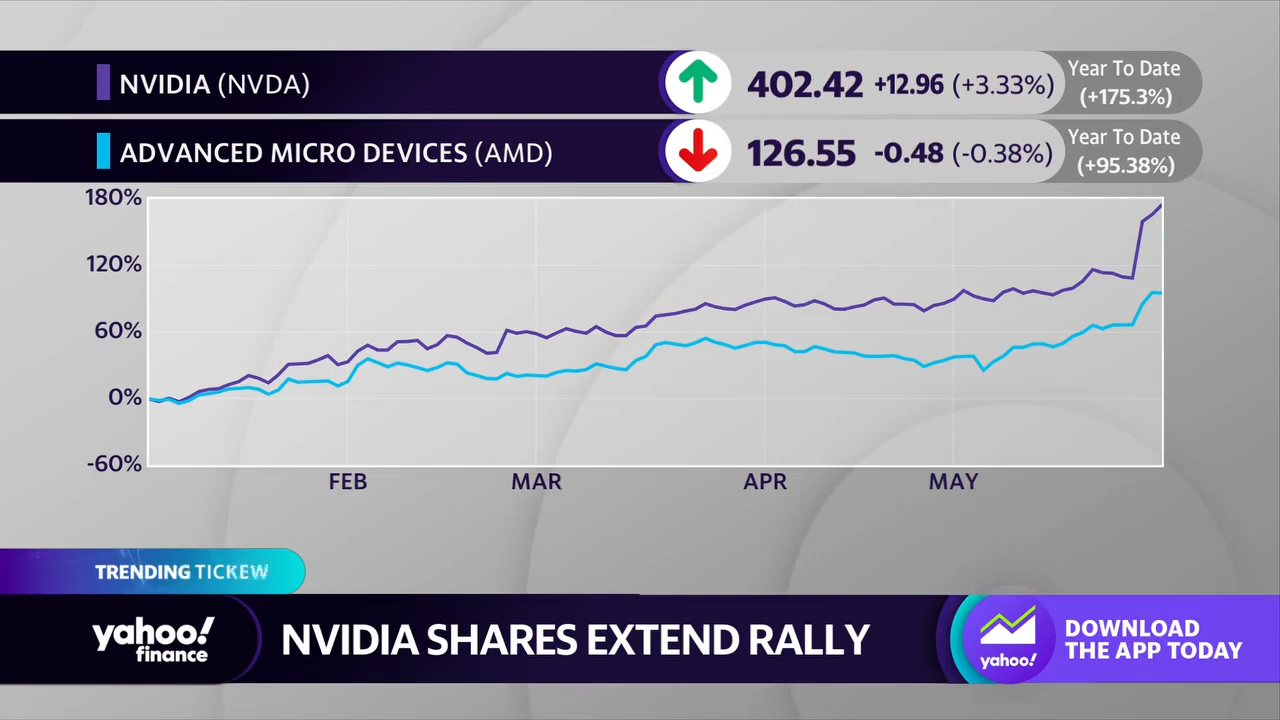 NVIDIA (NVDA) 402.42 +12.96 (+3.33%) Year To Date
(+175.3%)
ADVANCED MICRO DEVICES (AMD) 126.55 -0.48 (-0.38%) Year To Date
(+95.38%)
180%
120%
60%
0%
-60%
FEB MAR APR MAY
TRENDING
yahoo!
finance
NVIDIA SHARES EXTEND RALLY
yahoo!
DOWNLOAD
THE APP TODAY